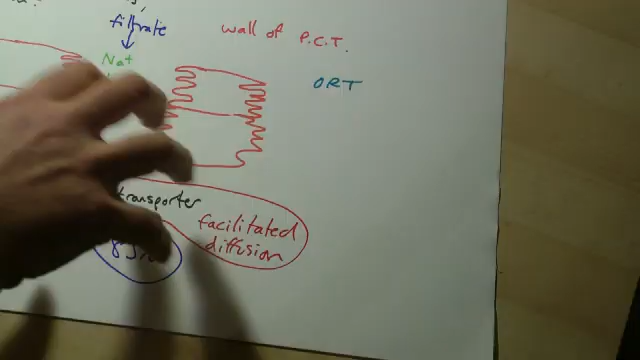 filtrate
wall of P.C.T.
Na+
ORT
transporter
facilitated
diffusion